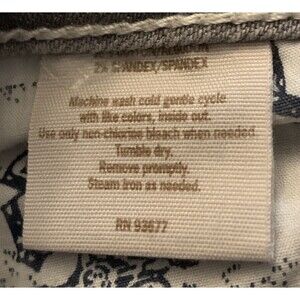 2% SPANDEX/SPANDEX
Machine wash cold gentle cycle
with like colors, inside out.
Use only non-chlorine bleach when needed
Tumble dry.
Remove promptly.
Steam iron as needed.
RN 93677